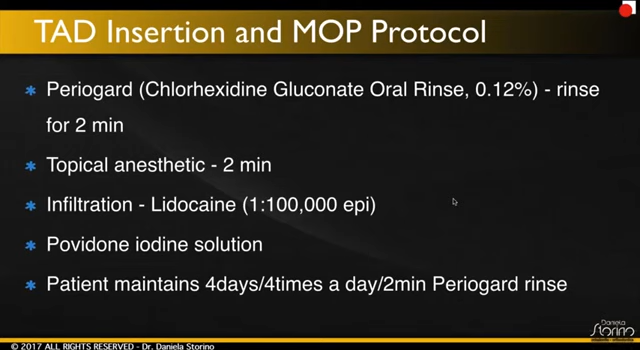 TAD Insertion and MOP Protocol
Periogard (Chlorhexidine Gluconate Oral Rinse, 0.12%) - rinse
for 2 min
Topical anesthetic - 2 min
Infiltration - Lidocaine (1:100,000 epi)
Povidone iodine solution
Patient maintains 4days/4times a day/2min Periogard rinse
© 2017 ALL RIGHTS RESERVED - Dr. Daniela Storino
Daniela
Storino